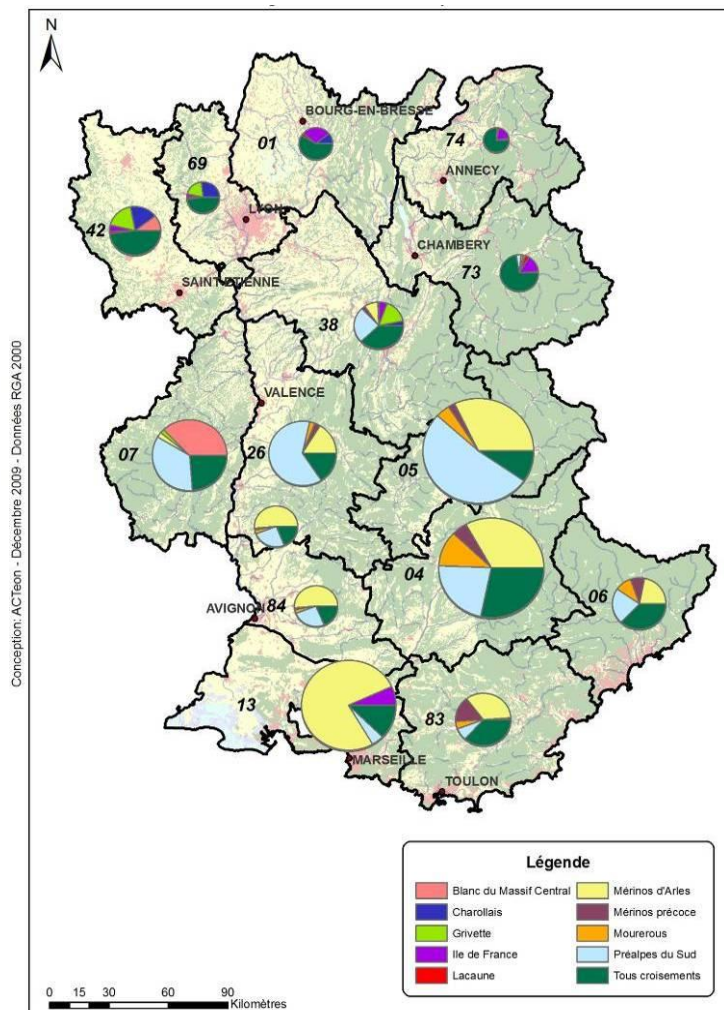 N
BOURG-EN-BRESSE
01
74
69
ANNECY
LYON
42
CHAMBERY
73
SAINT-ETIENNE
38
VALENCE
07
26
05
04
06
84
AVIGNON
13
83
MARSEILLE
TOULON
Conception: ACTeon - Décembre 2009 - Données RGA 2000
Légende
Blanc du Massif Central
Mérinos d'Arles
Charollais
Mérinos précoce
Grivette
Mourerous
Ile de France
Préalpes du Sud
Lacaune
Tous croisements
0 15 30 60 90
Kilomètres